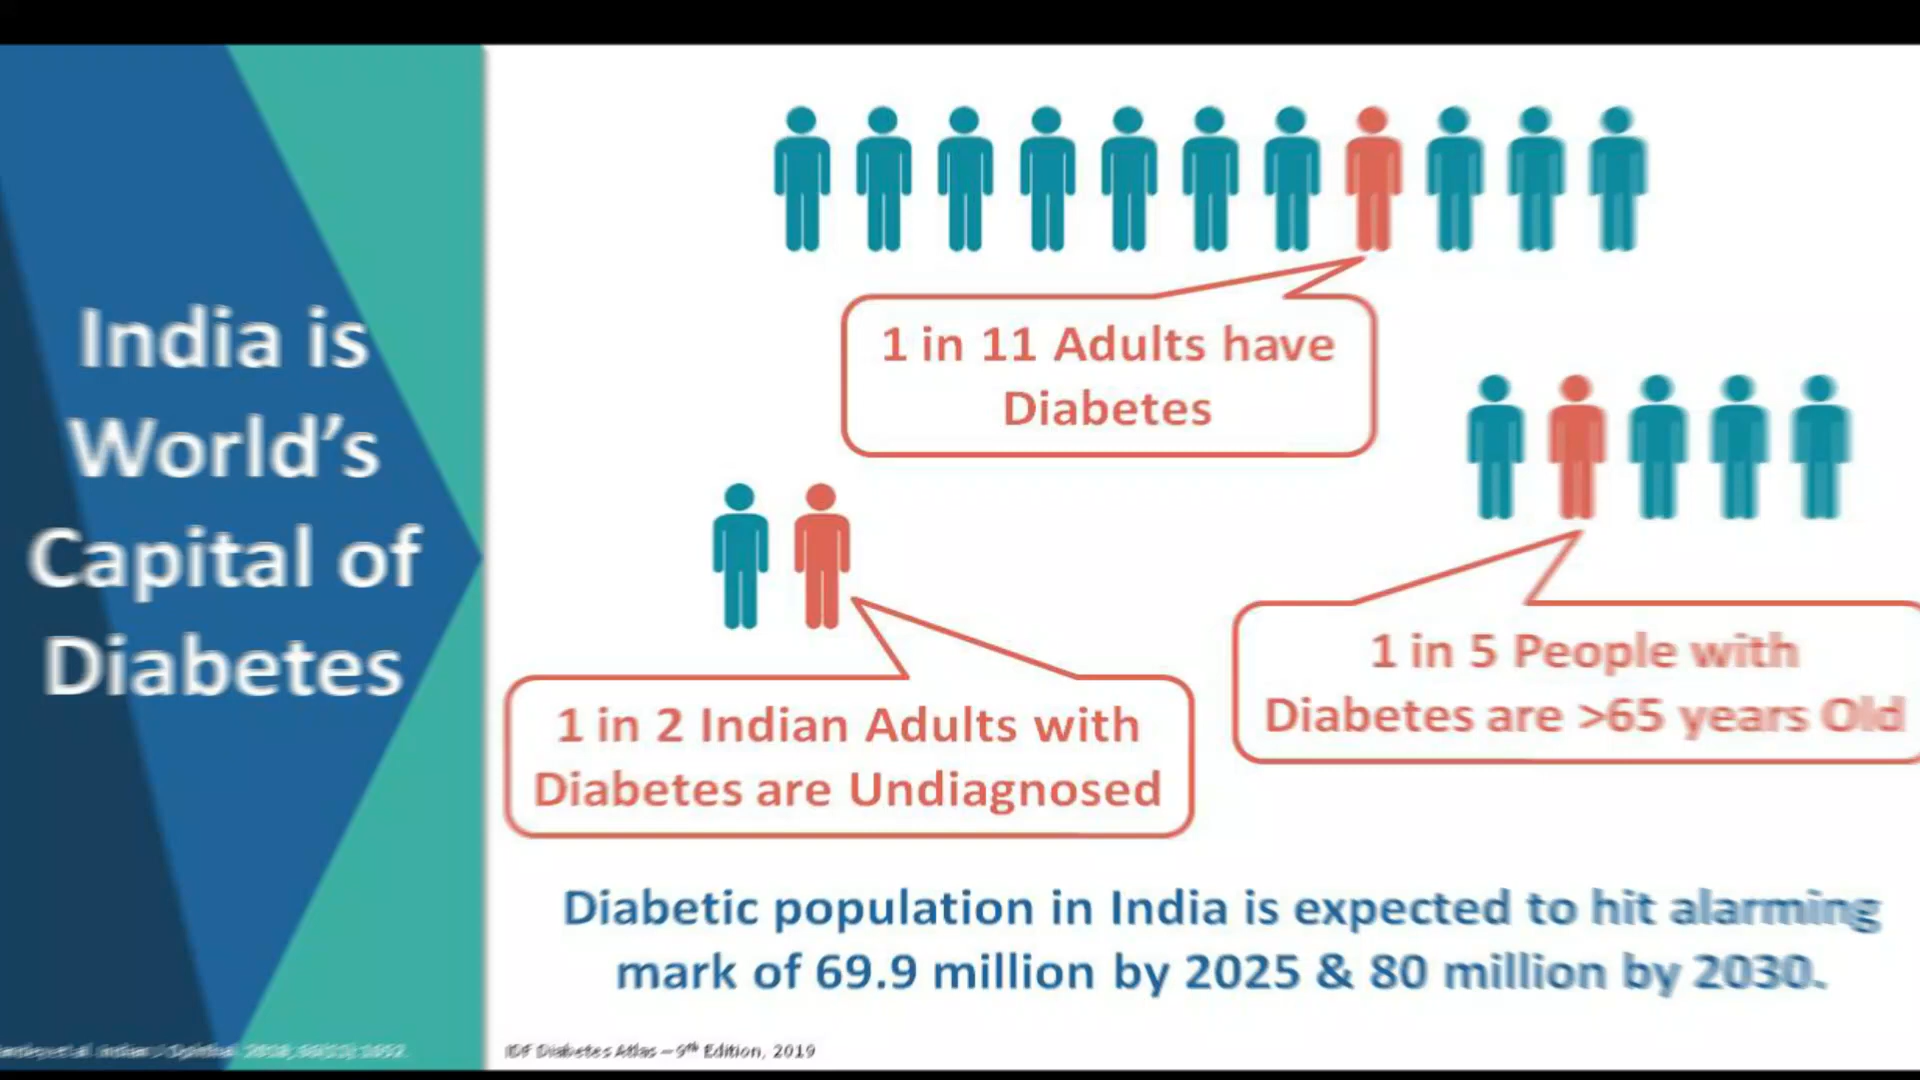 India is
World's
Capital of
Diabetes
1 in 11 Adults have
Diabetes
1 in 5 People with
Diabetes are >65 years Old
1 in 2 Indian Adults with
Diabetes are Undiagnosed
Diabetic population in India is expected to hit alarming
mark of 69.9 million by 2025 & 80 million by 2030.
IDF Diabetes Atlas – 9th Edition, 2019